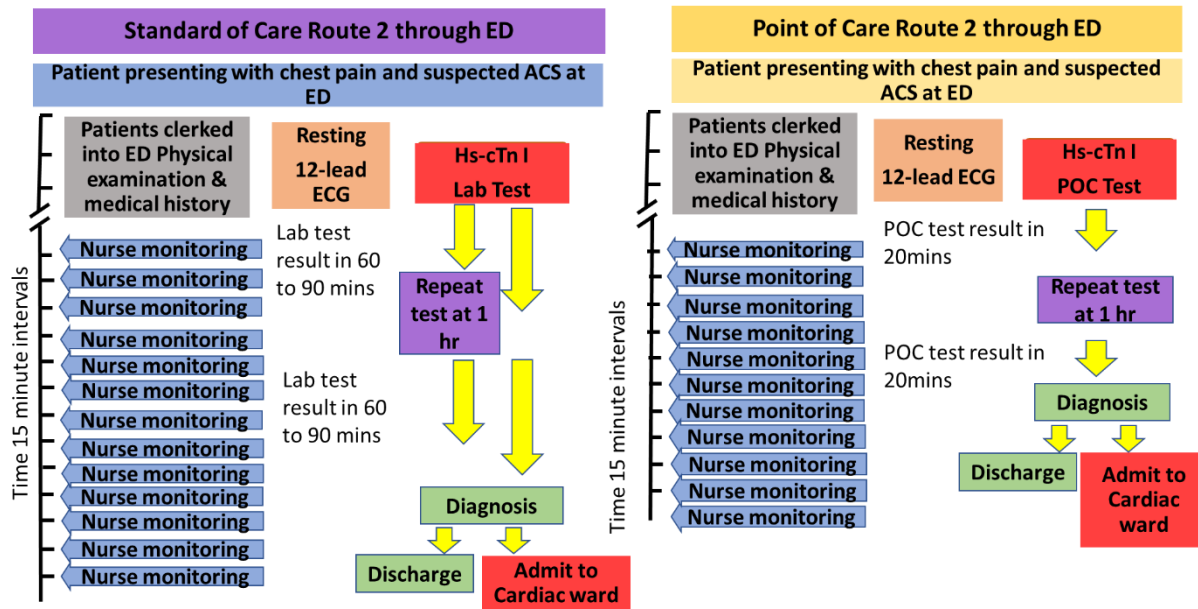 Standard of Care Route 2 through ED
Patient presenting with chest pain and suspected ACS at
ED
Patients clerked
into ED Physical
examination &
medical history
Resting
12-lead
ECG
Hs-cTn I
Lab Test
Time 15 minute intervals
Nurse monitoring
Nurse monitoring
Nurse monitoring
Nurse monitoring
Nurse monitoring
Nurse monitoring
Nurse monitoring
Nurse monitoring
Nurse monitoring
Nurse monitoring
Nurse monitoring
Nurse monitoring
Nurse monitoring
Lab test
result in 60
to 90 mins
Repeat
test at 1
hr
Lab test
result in 60
to 90 mins
Diagnosis
Discharge
Admit to
Cardiac ward
Point of Care Route 2 through ED
Patient presenting with chest pain and suspected
ACS at ED
Patients clerked
into ED Physical
examination &
medical history
Resting
12-lead ECG
Hs-cTn I
POC Test
Time 15 minute intervals
Nurse monitoring
Nurse monitoring
Nurse monitoring
Nurse monitoring
Nurse monitoring
Nurse monitoring
Nurse monitoring
Nurse monitoring
Nurse monitoring
Nurse monitoring
Nurse monitoring
POC test result in
20mins
Repeat test
at 1 hr
POC test result in
20mins
Diagnosis
Discharge
Admit to
Cardiac
ward